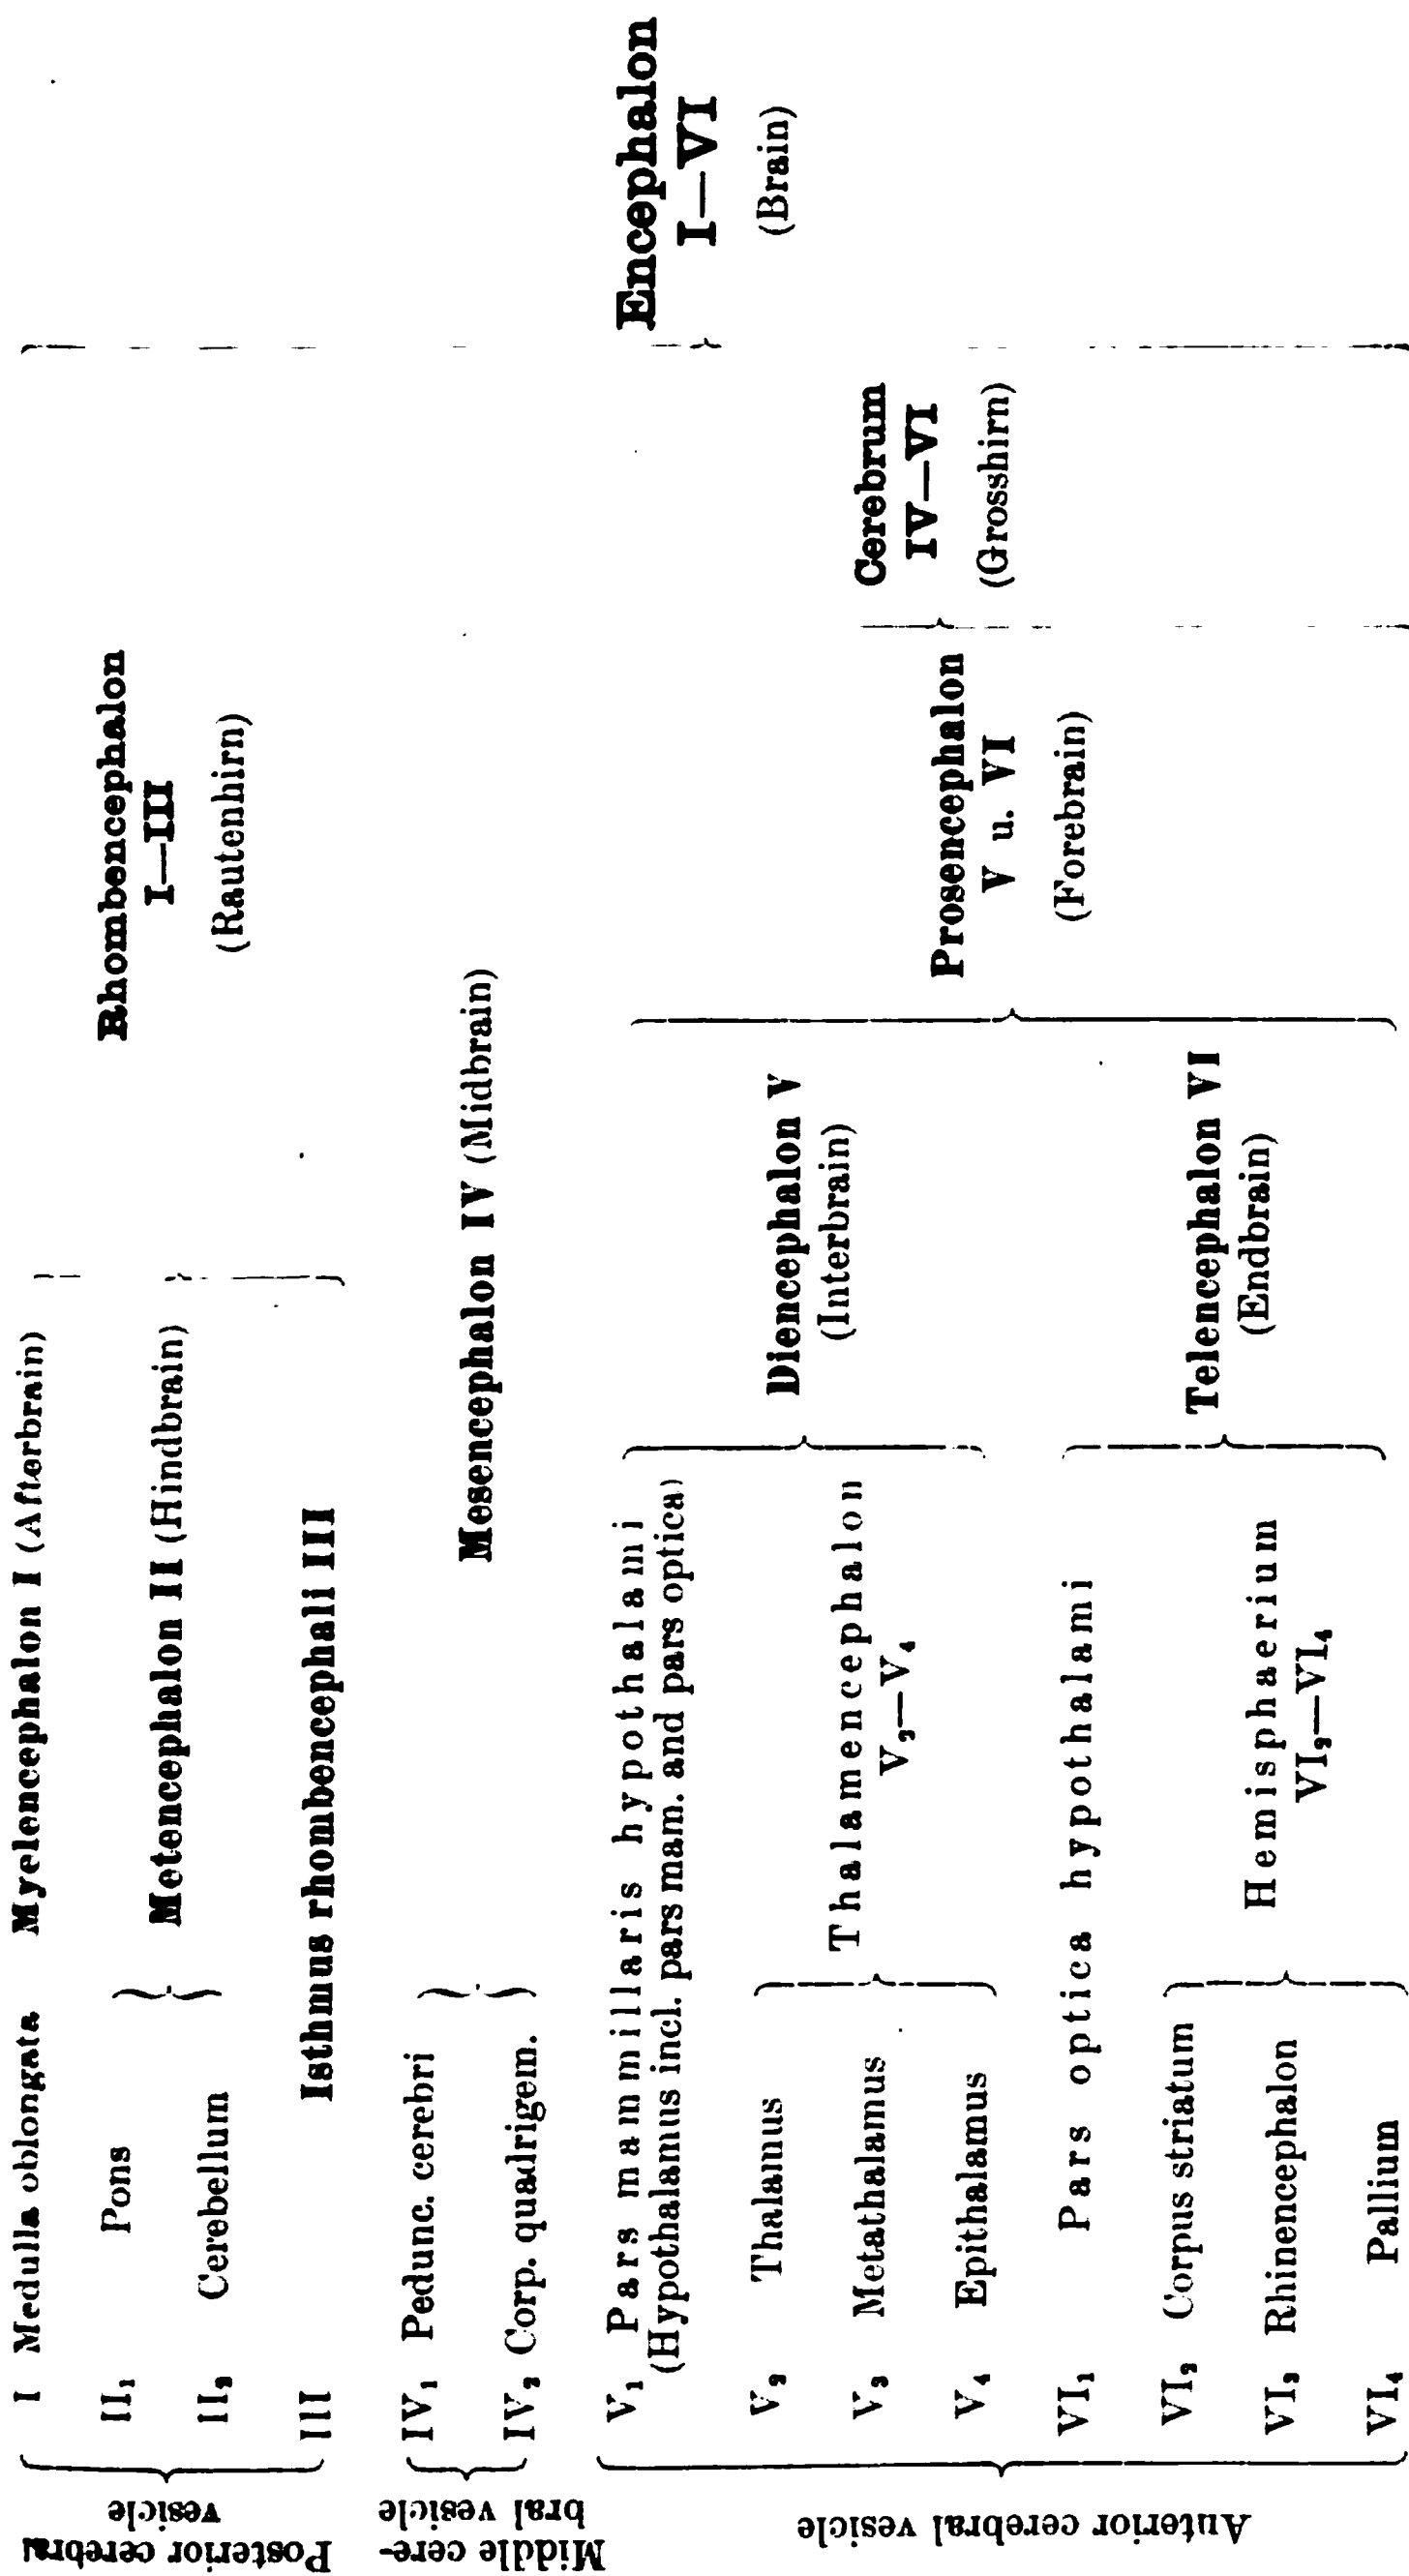 Posterior cerebral
vesicle
I Medulla oblongata Myelencephalon I (Afterbrain)
II₁ Pons
Metencephalon II (Hindbrain)
II₂ Cerebellum
III Isthmus rhombencephali III
Rhombencephalon
I—III
(Rautenhirn)
Middle cere-
bral vesicle
IV₁ Pedunc. cerebri
Mesencephalon IV (Midbrain)
IV₂ Corp. quadrigem.
Anterior cerebral vesicle
V₁ Pars mammillaris hypothalami
(Hypothalamus incl. pars mam. and pars optica)
V₂ Thalamus
V₃ Metathalamus
V₄ Epithalamus
Thalamencephalon
V₂—V₄
Diencephalon V
(Interbrain)
VI₁ Pars optica hypothalami
VI₂ Corpus striatum
VI₃ Rhinencephalon
VI₄ Pallium
Hemisphaerium
VI₂—VI₄
Telencephalon VI
(Endbrain)
Prosencephalon
V u. VI
(Forebrain)
Cerebrum
IV—VI
(Grosshirn)
Encephalon
I—VI
(Brain)